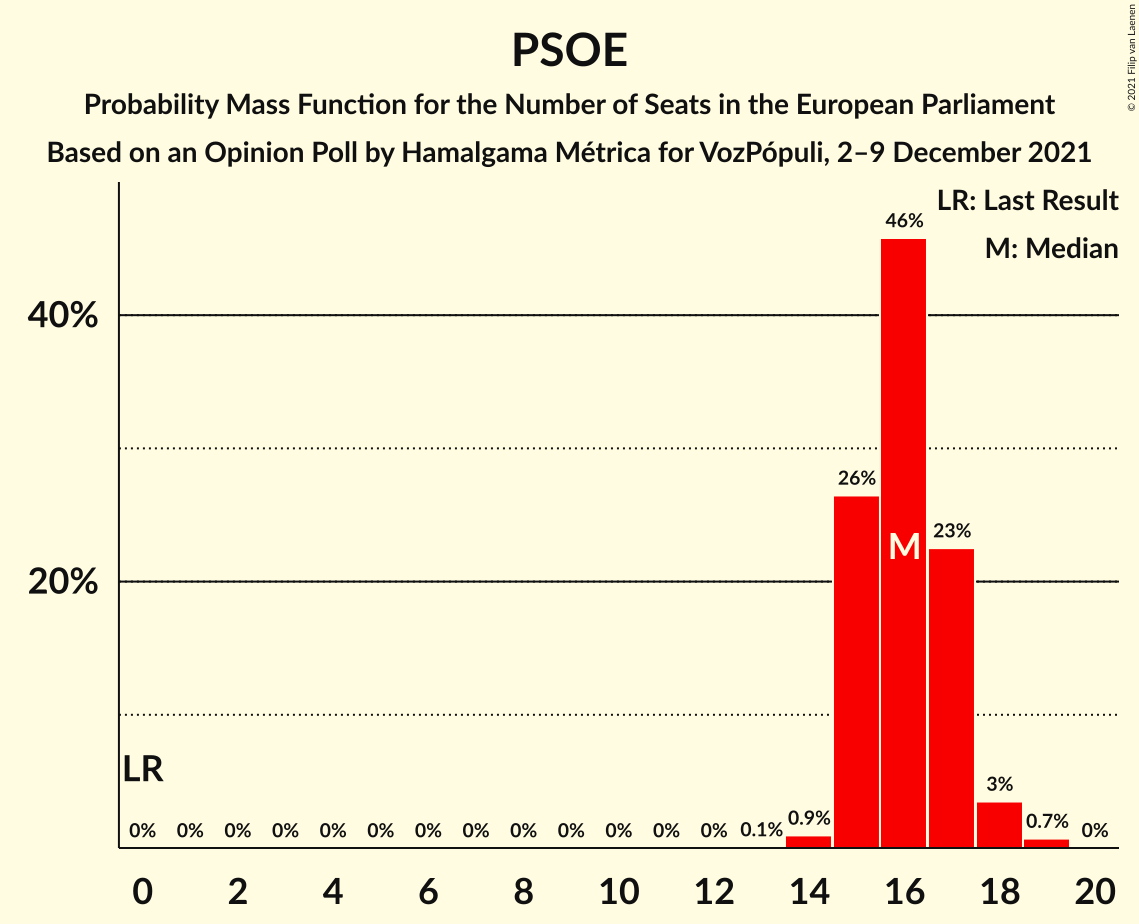 PSOE
Probability Mass Function for the Number of Seats in the European Parliament
Based on an Opinion Poll by Hamalgama Métrica for VozPópuli, 2–9 December 2021
© 2021 Filip van Laenen
LR: Last Result
M: Median
46%
40%
26%
23%
M
20%
LR
0% 0% 0% 0% 0% 0% 0% 0% 0% 0% 0% 0% 0% 0.1% 0.9% 3% 0.7% 0%
0 2 4 6 8 10 12 14 16 18 20